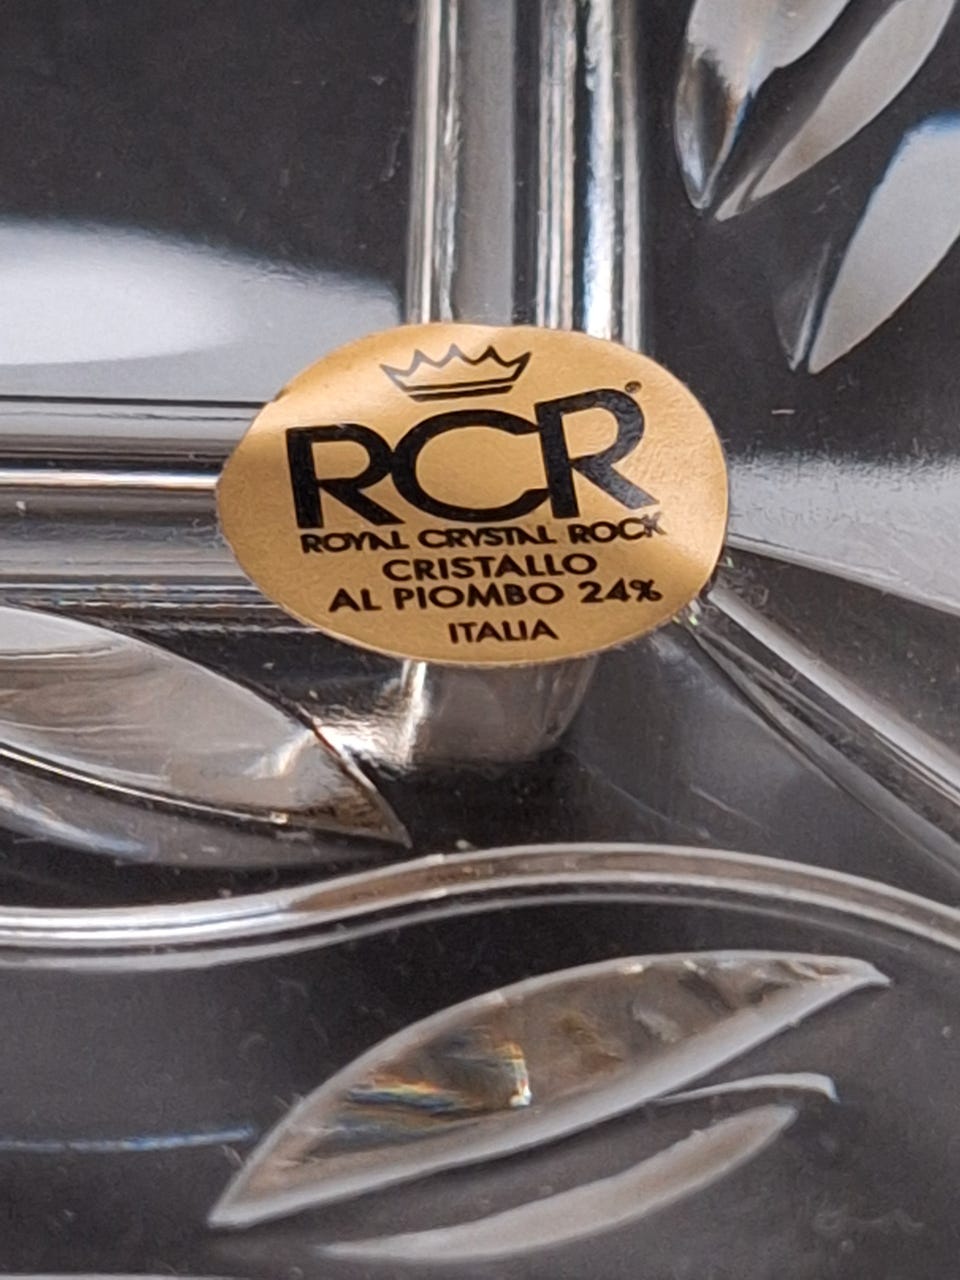 RCR®
ROYAL CRYSTAL ROCK
CRISTALLO
AL PIOMBO 24%
ITALIA